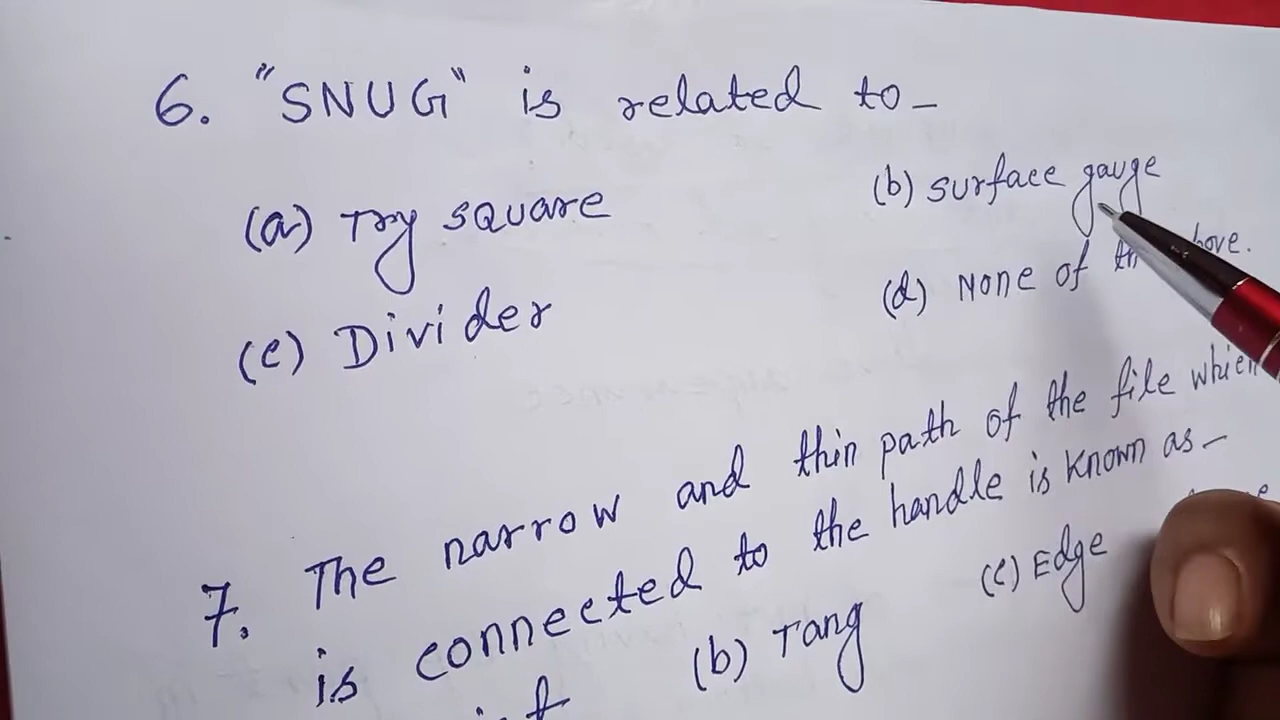 6. "SNUG" is related to-
(a) Try square (b) surface gauge
(c) Divider (d) None of
7. The narrow and thin path of the file which
is connected to the handle is known as-
(b) Tang (c) Edge